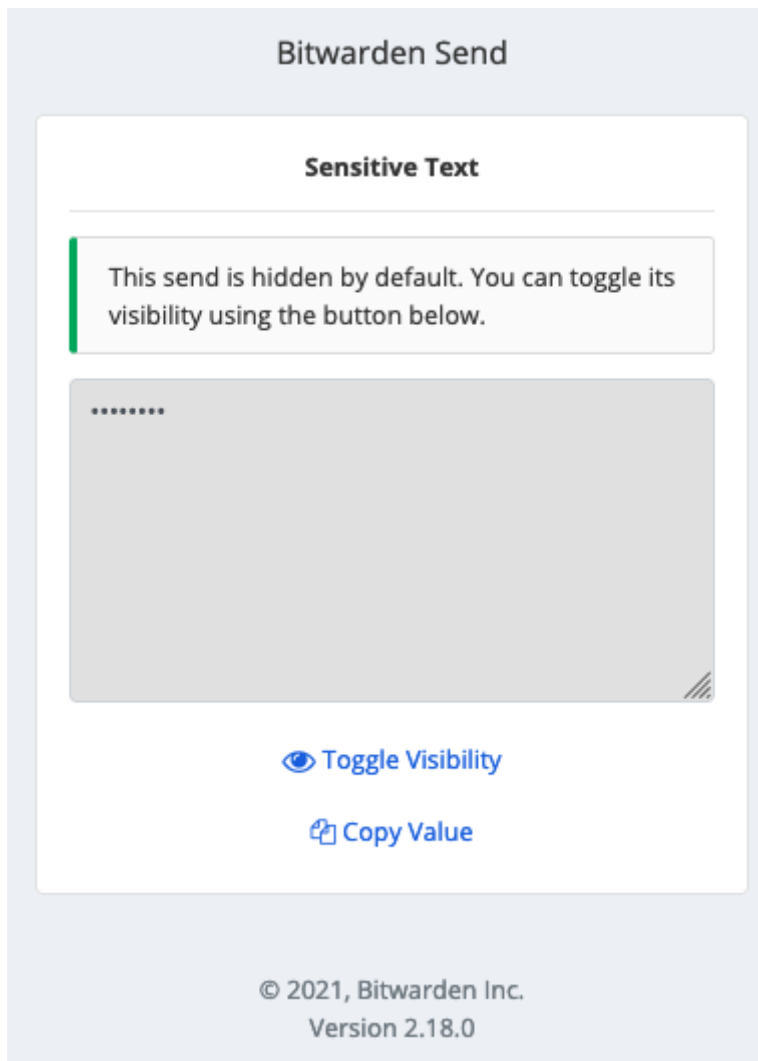 Bitwarden Send
Sensitive Text
This send is hidden by default. You can toggle its
visibility using the button below.
••••••••
Toggle Visibility
Copy Value
© 2021, Bitwarden Inc.
Version 2.18.0